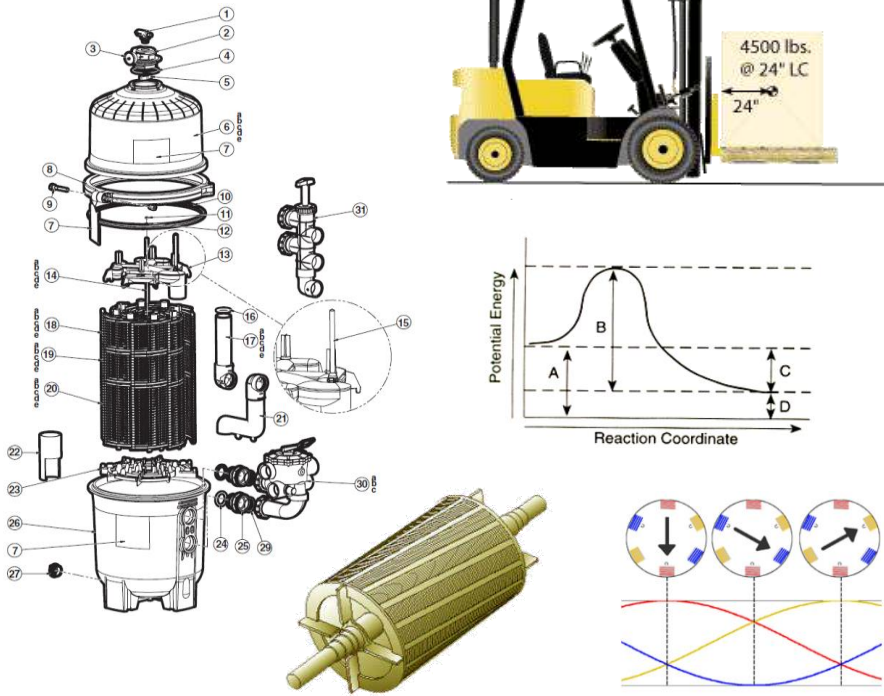 1
2
3
4
5
a
b
c
d
e
6
7
8
9
10
7
11
12
31
13
a
b
c
d
e
14
16
15
a
b
c
d
e
18
17
a
b
c
d
e
a
b
c
d
e
19
a
b
c
d
e
20
21
22
23
30
a
b
c
26
24
25
29
7
27
4500 lbs.
@ 24" LC
24"
Potential Energy
B
A
C
D
Reaction Coordinate